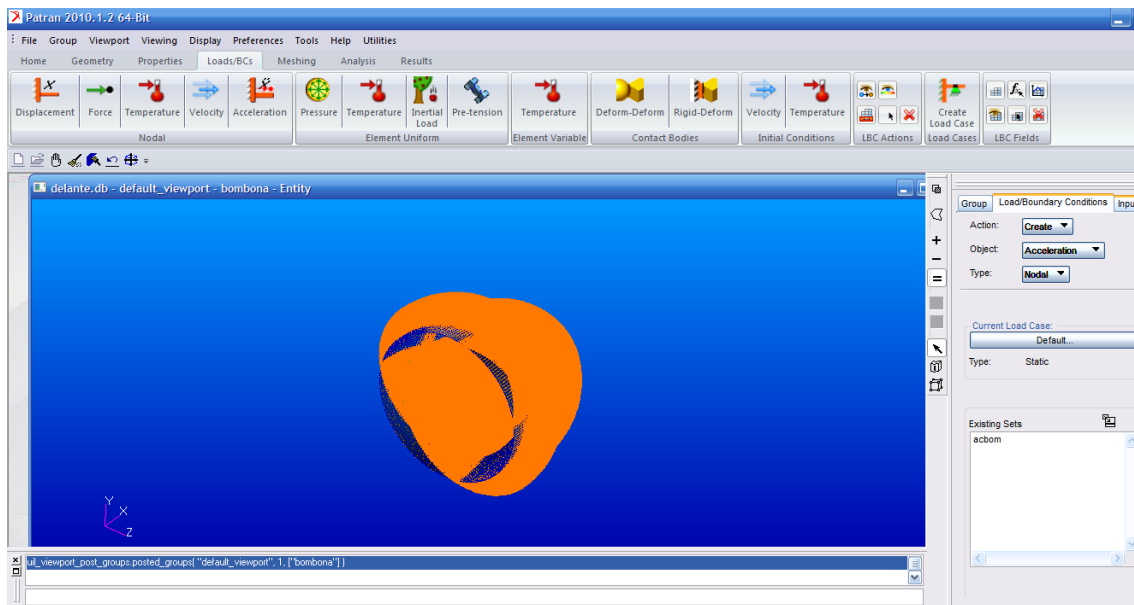 Patran 2010.1.2 64-Bit
File Group Viewport Viewing Display Preferences Tools Help Utilities
Home Geometry Properties Loads/BCs Meshing Analysis Results
Displacement Force Temperature Velocity Acceleration Pressure Temperature Inertial Load Pre-tension Temperature Deform-Deform Rigid-Deform Velocity Temperature Create Load Case
Nodal Element Uniform Element Variable Contact Bodies Initial Conditions LBC Actions Load Cases LBC Fields
delante.db - default_viewport - bombona - Entity
Group Load/Boundary Conditions Inpu
Action: Create
Object: Acceleration
Type: Nodal
Current Load Case:
Default...
Type: Static
Existing Sets
acbom
Y
X
Z
uil_viewport_post_groups.posted_groups( "default_viewport", 1, ["bombona"] )